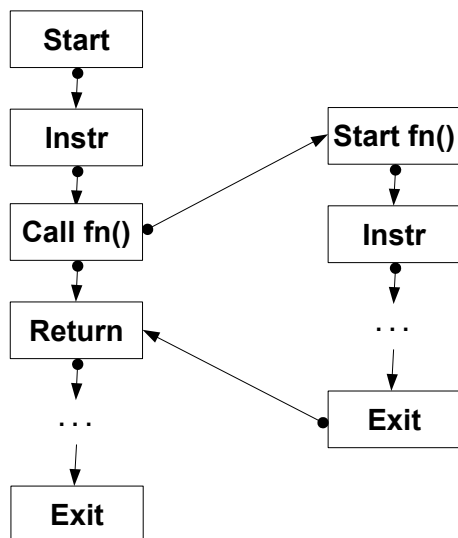 Start
Instr
Call fn()
Return
. . .
Exit
Start fn()
Instr
. . .
Exit